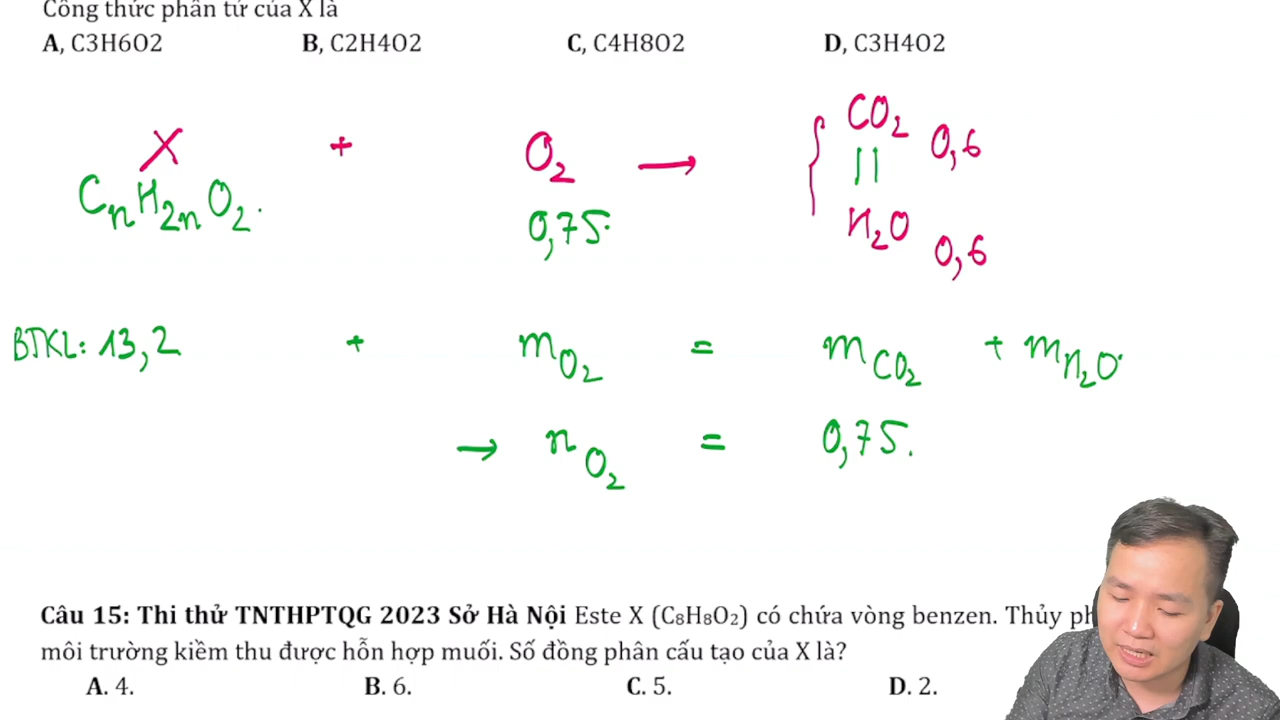 Công thức phân tử của X là
A, C3H6O2 B, C2H4O2 C, C4H8O2 D, C3H4O2
X + O2 → { CO2 0,6
CnH2nO2. 0,75. H2O 0,6
BTKL: 13,2 + mO2 = mCO2 + mH2O
→ nO2 = 0,75.
Câu 15: Thi thử TNTHPTQG 2023 Sở Hà Nội Este X (C₈H₈O₂) có chứa vòng benzen. Thủy
môi trường kiềm thu được hỗn hợp muối. Số đồng phân cấu tạo của X là?
A. 4. B. 6. C. 5. D. 2.